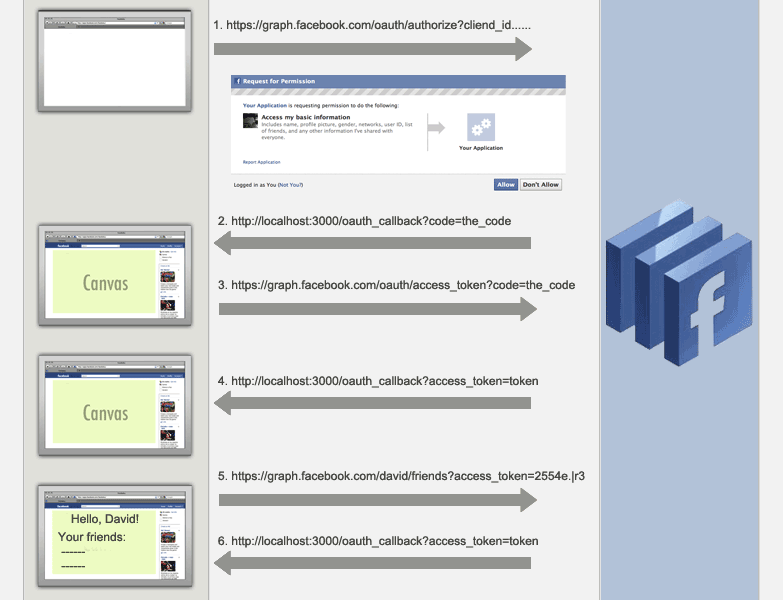 1. https://graph.facebook.com/oauth/authorize?cliend_id......
Request for Permission
Your Application is requesting permission to do the following:
Access my basic information
Includes name, profile picture, gender, networks, user ID, list
of friends, and any other information I've shared with
everyone.
Your Application
Report Application
Logged in as You (Not You?)
Allow
Don't Allow
2. http://localhost:3000/oauth_callback?code=the_code
Canvas
3. https://graph.facebook.com/oauth/access_token?code=the_code
4. http://localhost:3000/oauth_callback?access_token=token
Canvas
5. https://graph.facebook.com/david/friends?access_token=2554e.|r3
Hello, David!
Your friends:
------
------
6. http://localhost:3000/oauth_callback?access_token=token